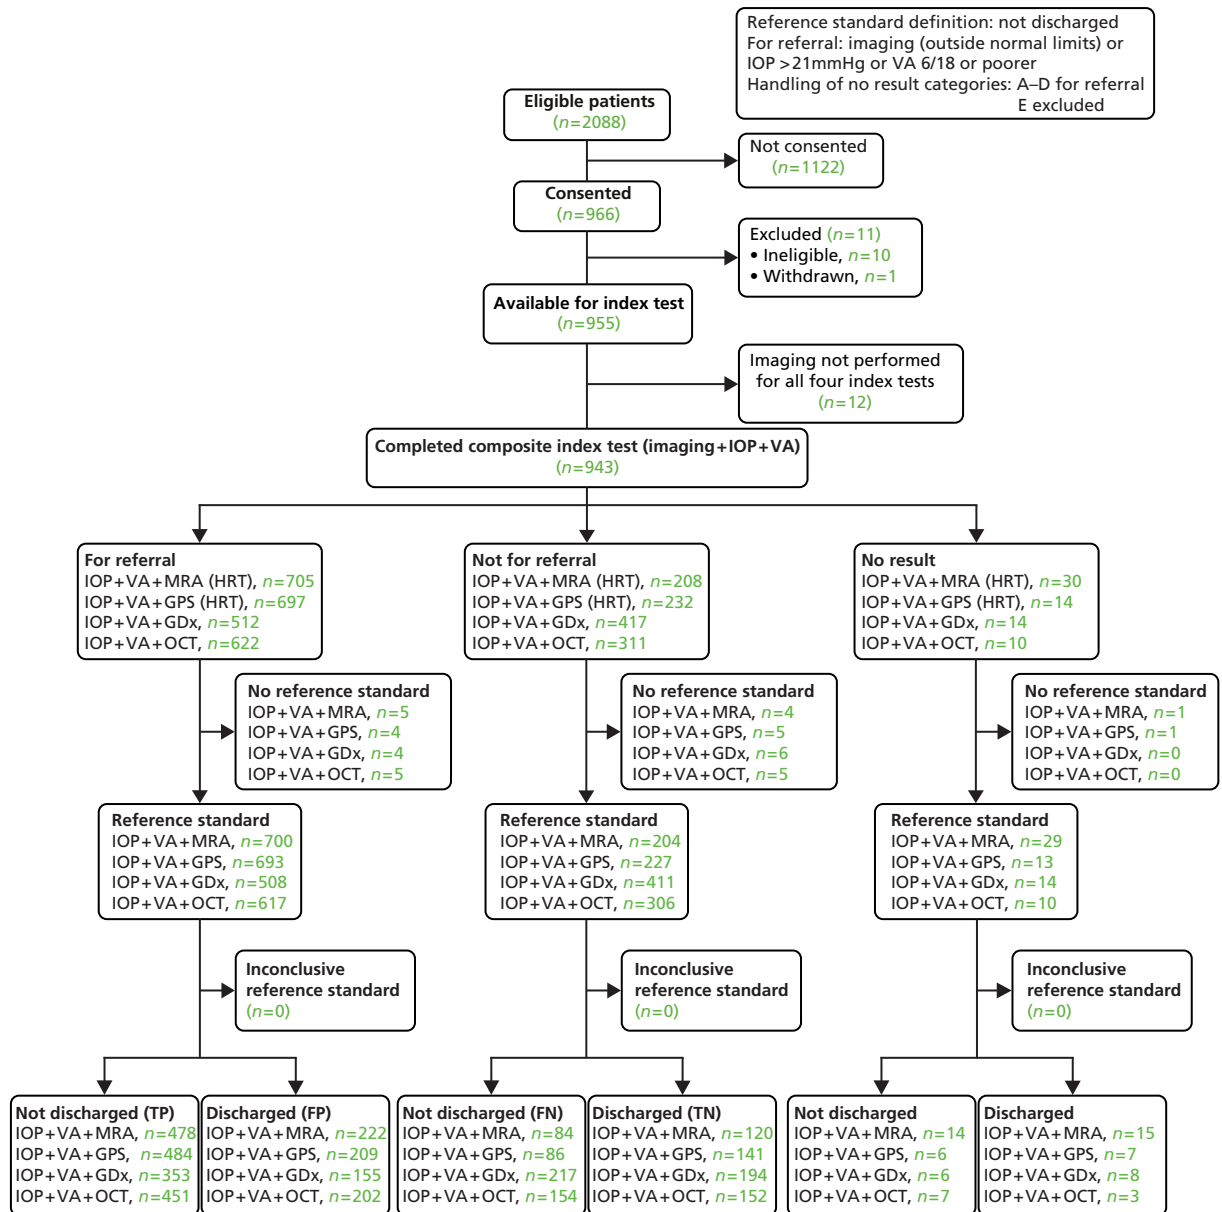 Reference standard definition: not discharged
For referral: imaging (outside normal limits) or
IOP >21mmHg or VA 6/18 or poorer
Handling of no result categories: A–D for referral
E excluded
Eligible patients
(n=2088)
Not consented
(n=1122)
Consented
(n=966)
Excluded (n=11)
• Ineligible, n=10
• Withdrawn, n=1
Available for index test
(n=955)
Imaging not performed
for all four index tests
(n=12)
Completed composite index test (imaging+IOP+VA)
(n=943)
For referral
IOP+VA+MRA (HRT), n=705
IOP+VA+GPS (HRT), n=697
IOP+VA+GDx, n=512
IOP+VA+OCT, n=622
Not for referral
IOP+VA+MRA (HRT), n=208
IOP+VA+GPS (HRT), n=232
IOP+VA+GDx, n=417
IOP+VA+OCT, n=311
No result
IOP+VA+MRA (HRT), n=30
IOP+VA+GPS (HRT), n=14
IOP+VA+GDx, n=14
IOP+VA+OCT, n=10
No reference standard
IOP+VA+MRA, n=5
IOP+VA+GPS, n=4
IOP+VA+GDx, n=4
IOP+VA+OCT, n=5
No reference standard
IOP+VA+MRA, n=4
IOP+VA+GPS, n=5
IOP+VA+GDx, n=6
IOP+VA+OCT, n=5
No reference standard
IOP+VA+MRA, n=1
IOP+VA+GPS, n=1
IOP+VA+GDx, n=0
IOP+VA+OCT, n=0
Reference standard
IOP+VA+MRA, n=700
IOP+VA+GPS, n=693
IOP+VA+GDx, n=508
IOP+VA+OCT, n=617
Reference standard
IOP+VA+MRA, n=204
IOP+VA+GPS, n=227
IOP+VA+GDx, n=411
IOP+VA+OCT, n=306
Reference standard
IOP+VA+MRA, n=29
IOP+VA+GPS, n=13
IOP+VA+GDx, n=14
IOP+VA+OCT, n=10
Inconclusive
reference standard
(n=0)
Inconclusive
reference standard
(n=0)
Inconclusive
reference standard
(n=0)
Not discharged (TP)
IOP+VA+MRA, n=478
IOP+VA+GPS, n=484
IOP+VA+GDx, n=353
IOP+VA+OCT, n=451
Discharged (FP)
IOP+VA+MRA, n=222
IOP+VA+GPS, n=209
IOP+VA+GDx, n=155
IOP+VA+OCT, n=202
Not discharged (FN)
IOP+VA+MRA, n=84
IOP+VA+GPS, n=86
IOP+VA+GDx, n=217
IOP+VA+OCT, n=154
Discharged (TN)
IOP+VA+MRA, n=120
IOP+VA+GPS, n=141
IOP+VA+GDx, n=194
IOP+VA+OCT, n=152
Not discharged
IOP+VA+MRA, n=14
IOP+VA+GPS, n=6
IOP+VA+GDx, n=6
IOP+VA+OCT, n=7
Discharged
IOP+VA+MRA, n=15
IOP+VA+GPS, n=7
IOP+VA+GDx, n=8
IOP+VA+OCT, n=3